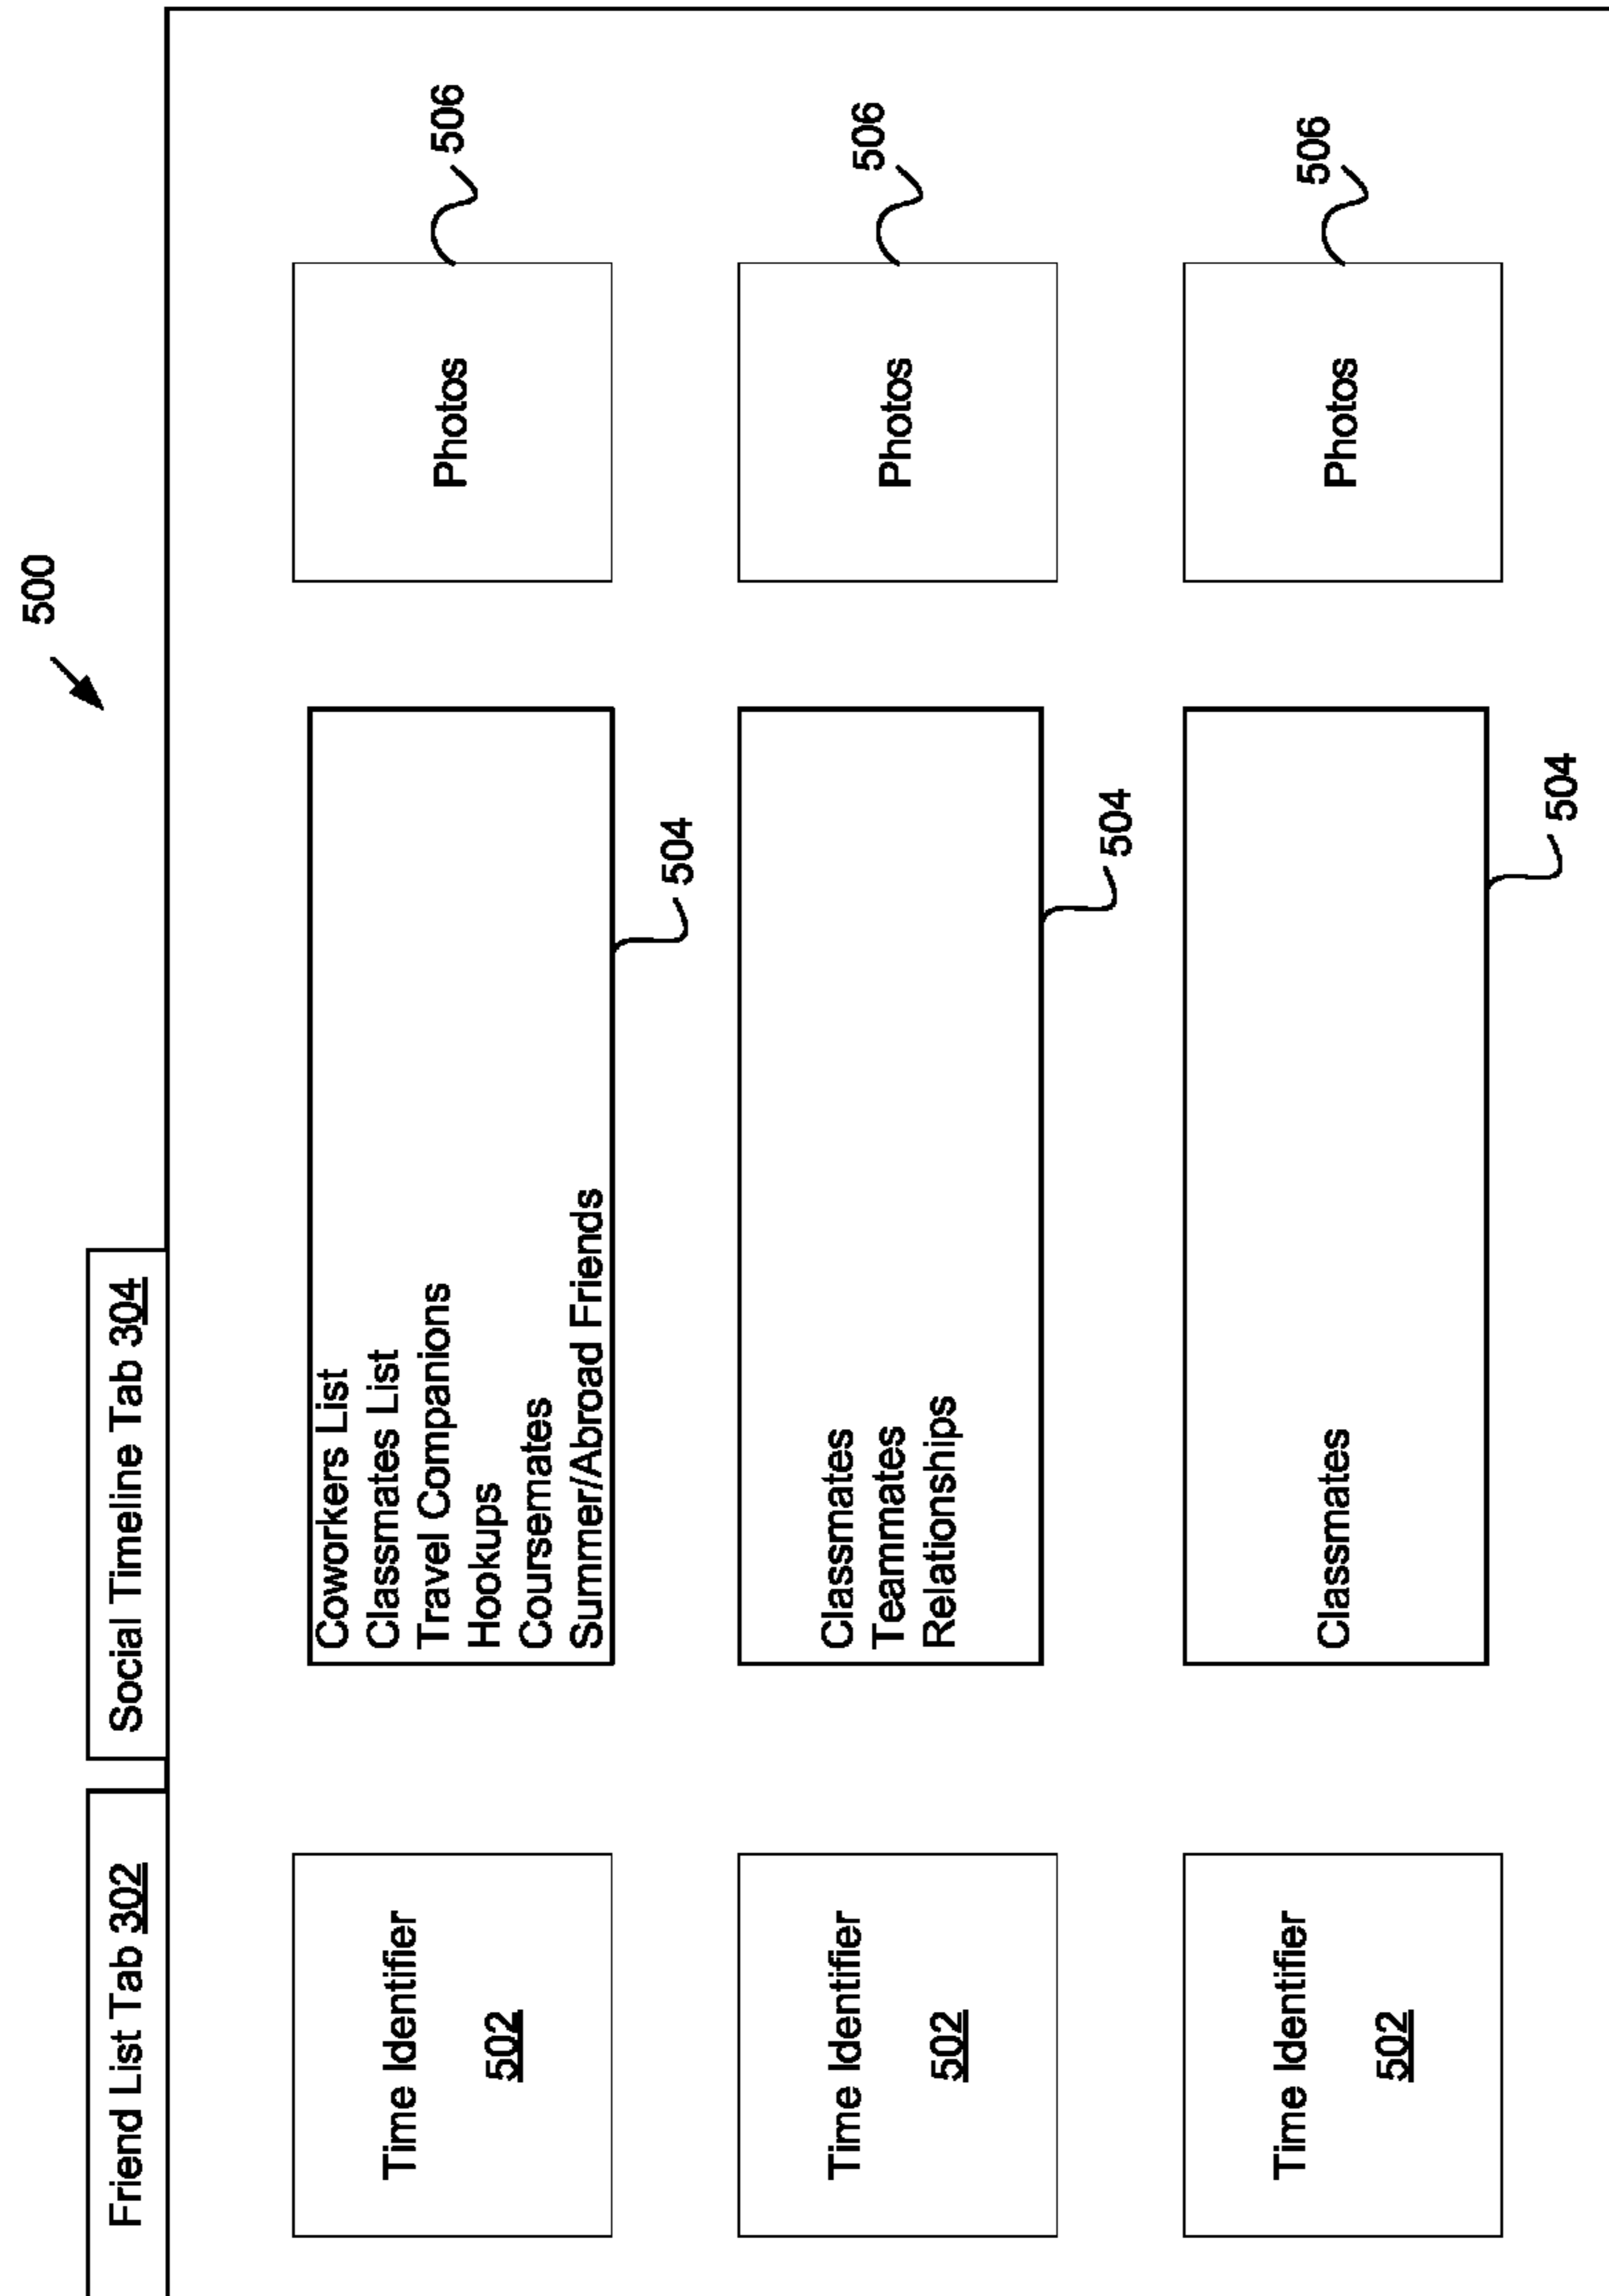 500
Friend List Tab 302
Social Timeline Tab 304
Time Identifier
502
Coworkers List
Classmates List
Travel Companions
Hookups
Coursemates
Summer/Abroad Friends
504
Photos
506
Time Identifier
502
Classmates
Teammates
Relationships
504
Photos
506
Time Identifier
502
Classmates
504
Photos
506